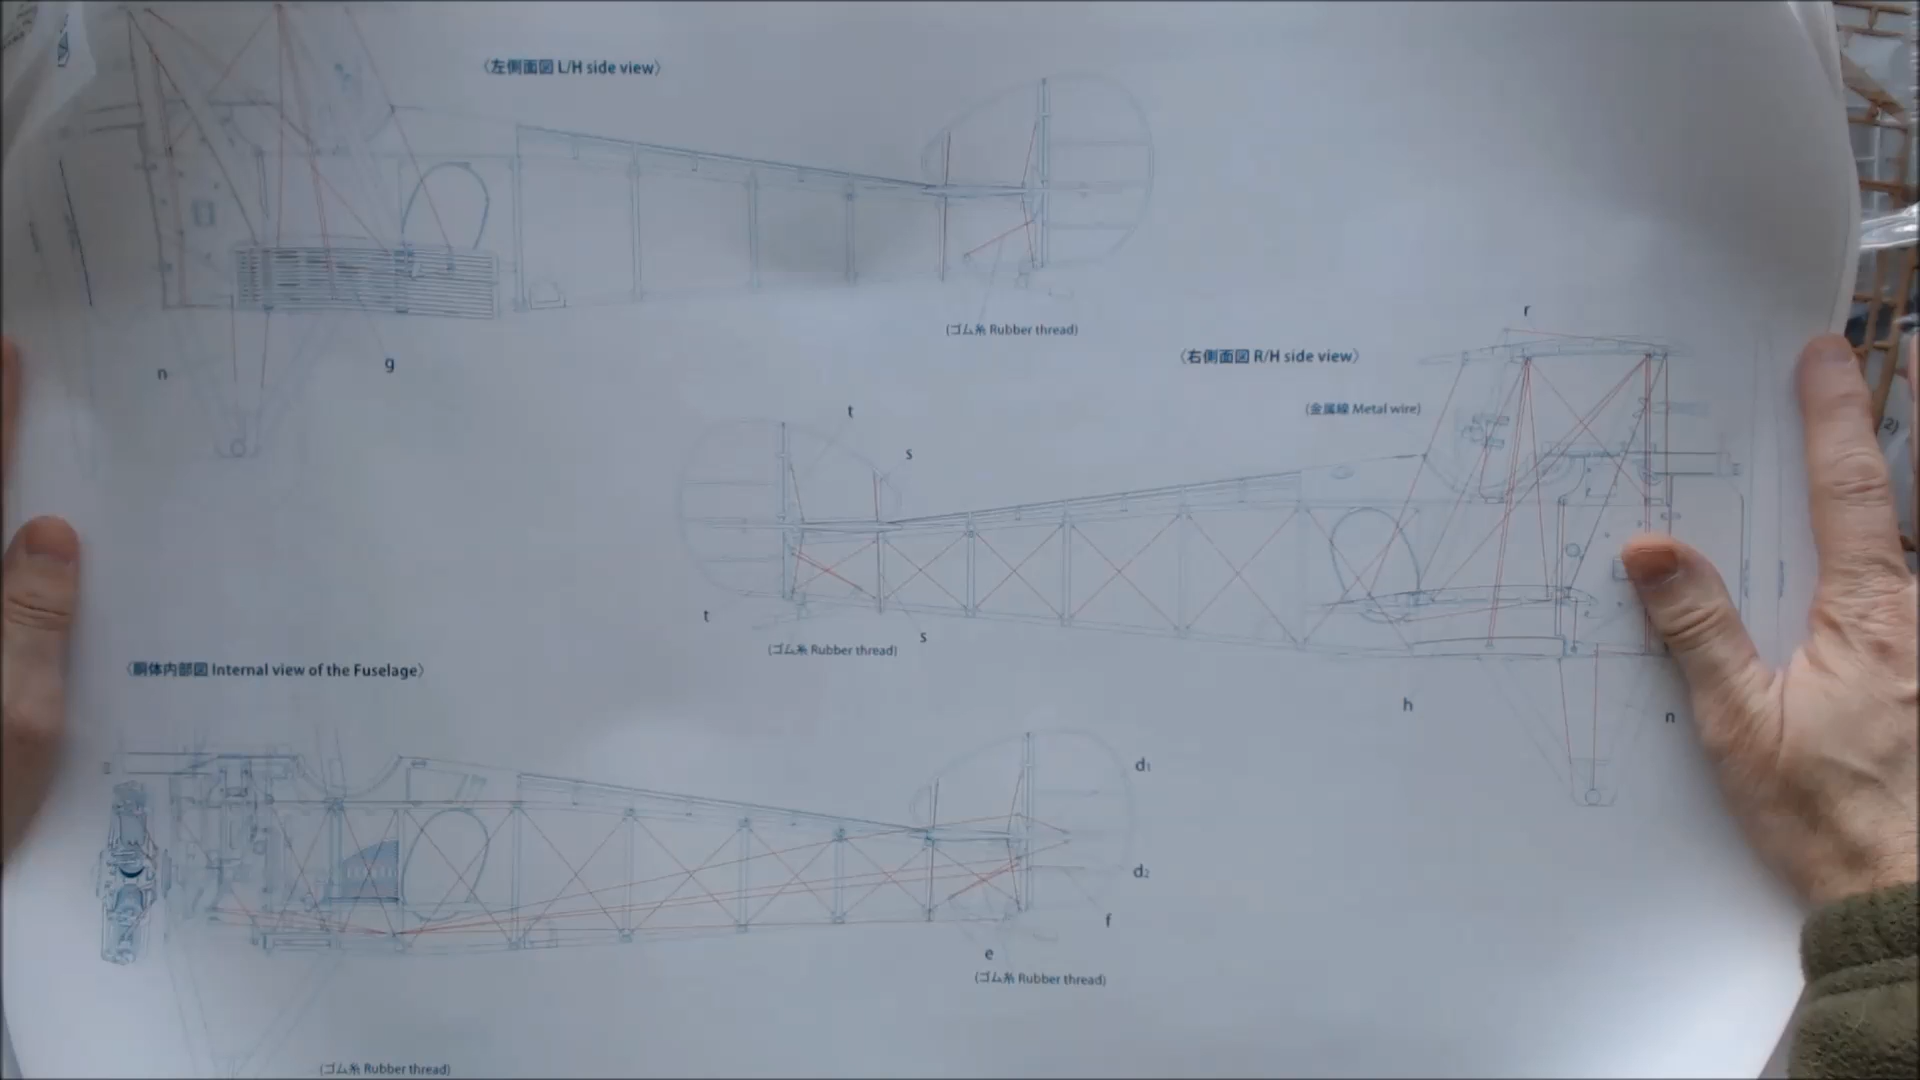 〈左側面図 L/H side view〉
(ゴム糸 Rubber thread)
n
g
r
〈右側面図 R/H side view〉
(金属線 Metal wire)
t
s
t
s
(ゴム糸 Rubber thread)
h
n
〈胴体内部図 Internal view of the Fuselage〉
d1
d2
f
e
(ゴム糸 Rubber thread)
(ゴム糸 Rubber thread)
2)